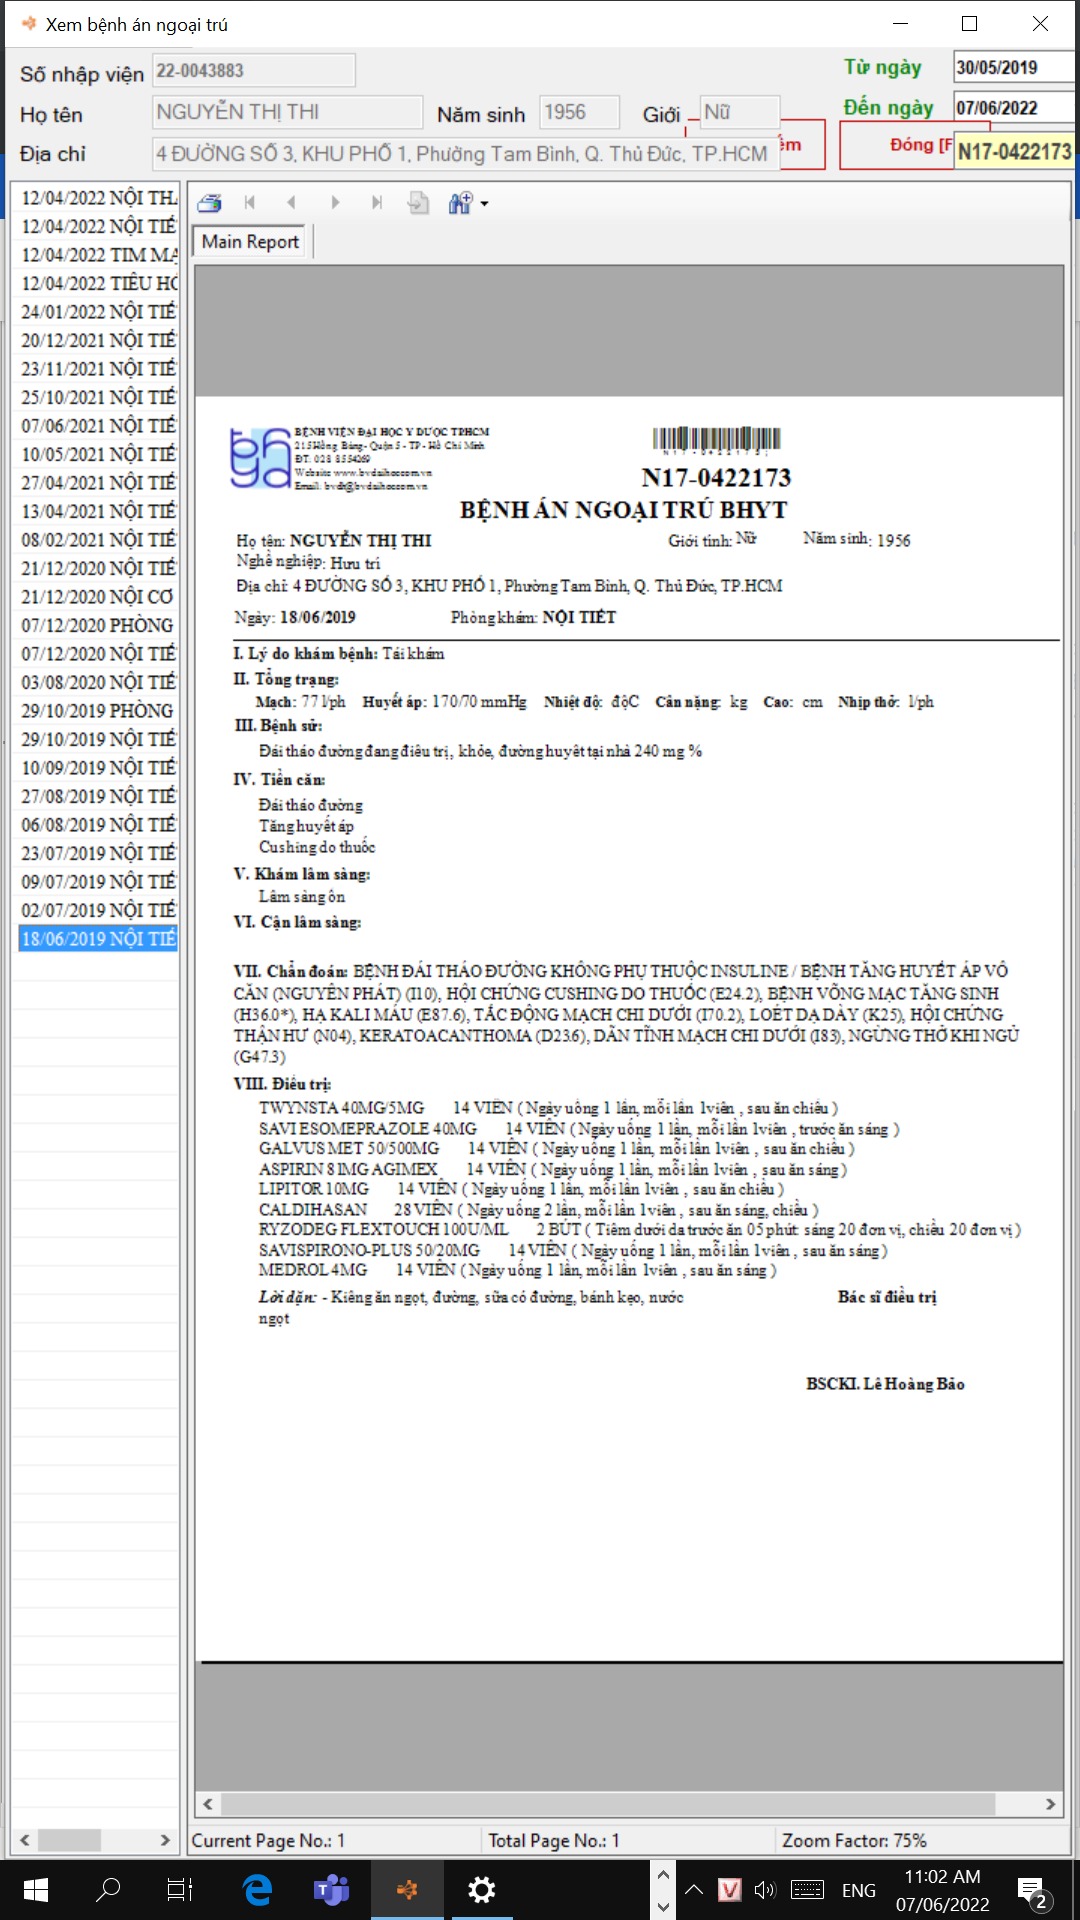 Xem bệnh án ngoại trú
Số nhập viện 22-0043883 Từ ngày 30/05/2019
Họ tên NGUYỄN THỊ THI Năm sinh 1956 Giới Nữ Đến ngày 07/06/2022
Địa chỉ 4 ĐƯỜNG SỐ 3, KHU PHỐ 1, Phường Tam Bình, Q. Thủ Đức, TP.HCM Đóng [F N17-0422173
12/04/2022 NỘI
12/04/2022 NỘI TIẾ
12/04/2022 TIM
12/04/2022 TIÊU
24/01/2022 NỘI TIẾ
20/12/2021 NỘI TIẾ
23/11/2021 NỘI TIẾ
25/10/2021 NỘI TIẾ
07/06/2021 NỘI TIẾ
10/05/2021 NỘI TIẾ
27/04/2021 NỘI TIẾ
13/04/2021 NỘI TIẾ
08/02/2021 NỘI TIẾ
21/12/2020 NỘI TIẾ
21/12/2020 NỘI CƠ
07/12/2020 PHÒNG
07/12/2020 NỘI TIẾ
03/08/2020 NỘI TIẾ
29/10/2019 PHÒNG
29/10/2019 NỘI TIẾ
10/09/2019 NỘI TIẾ
27/08/2019 NỘI TIẾ
06/08/2019 NỘI TIẾ
23/07/2019 NỘI TIẾ
09/07/2019 NỘI TIẾ
02/07/2019 NỘI TIẾ
18/06/2019 NỘI TIẾ
Main Report
BỆNH VIỆN ĐẠI HỌC Y DƯỢC TPHCM
215 Hồng Bàng - Quận 5 - TP - Hồ Chí Minh
ĐT: 028 8554269
Website www.bvdaihoccom.vn
Email: bvdh@bvdaihoccom.vn
N17-0422173
BỆNH ÁN NGOẠI TRÚ BHYT
Họ tên: NGUYỄN THỊ THI Giới tính: Nữ Năm sinh: 1956
Nghề nghiệp: Hưu trí
Địa chỉ: 4 ĐƯỜNG SỐ 3, KHU PHỐ 1, Phường Tam Bình, Q. Thủ Đức, TP.HCM
Ngày: 18/06/2019 Phòng khám: NỘI TIẾT
I. Lý do khám bệnh: Tái khám
II. Tổng trạng:
Mạch: 77 l/ph Huyết áp: 170/70 mmHg Nhiệt độ: độC Cân nặng: kg Cao: cm Nhịp thở: l/ph
III. Bệnh sử:
Đái tháo đường đang điêu trị,, khỏe, đường huyêt tại nhà 240 mg %
IV. Tiền căn:
Đái tháo đường
Tăng huyết áp
Cushing do thuốc
V. Khám lâm sàng:
Lâm sàng ổn
VI. Cận lâm sàng:
VII. Chẩn đoán: BỆNH ĐÁI THÁO ĐƯỜNG KHÔNG PHỤ THUỘC INSULINE / BỆNH TĂNG HUYẾT ÁP VÔ
CĂN (NGUYÊN PHÁT) (I10), HỘI CHỨNG CUSHING DO THUỐC (E24.2), BỆNH VÕNG MẠC TĂNG SINH
(H36.0*), HẠ KALI MÁU (E87.6), TẮC ĐỘNG MẠCH CHI DƯỚI (I70.2), LOÉT DẠ DÀY (K25), HỘI CHỨNG
THẬN HƯ (N04), KERATOACANTHOMA (D23.6), DÃN TĨNH MẠCH CHI DƯỚI (I83), NGỪNG THỞ KHI NGỦ
(G47.3)
VIII. Điều trị:
TWYNSTA 40MG/5MG 14 VIÊN ( Ngày uống 1 lần, mỗi lần 1viên , sau ăn chiều )
SAVI ESOMEPRAZOLE 40MG 14 VIÊN ( Ngày uống 1 lần, mỗi lần 1viên , trước ăn sáng )
GALVUS MET 50/500MG 14 VIÊN ( Ngày uống 1 lần, mỗi lần 1viên , sau ăn chiều )
ASPIRIN 81MG AGIMEX 14 VIÊN ( Ngày uống 1 lần, mỗi lần 1viên , sau ăn sáng )
LIPITOR 10MG 14 VIÊN ( Ngày uống 1 lần, mỗi lần 1viên , sau ăn chiều )
CALDIHASAN 28 VIÊN ( Ngày uống 2 lần, mỗi lần 1viên , sau ăn sáng, chiều )
RYZODEG FLEXTOUCH 100U/ML 2 BÚT ( Tiêm dưới da trước ăn 05 phút: sáng 20 đơn vị, chiều 20 đơn vị )
SAVISPIRONO-PLUS 50/20MG 14 VIÊN ( Ngày uống 1 lần, mỗi lần 1viên , sau ăn sáng )
MEDROL 4MG 14 VIÊN ( Ngày uống 1 lần, mỗi lần 1viên , sau ăn sáng )
Lời dặn: - Kiêng ăn ngọt, đường, sữa có đường, bánh kẹo, nước Bác sĩ điều trị
ngọt
BSCKI. Lê Hoàng Bảo
Current Page No.: 1 Total Page No.: 1 Zoom Factor: 75%
ENG 11:02 AM
07/06/2022 2